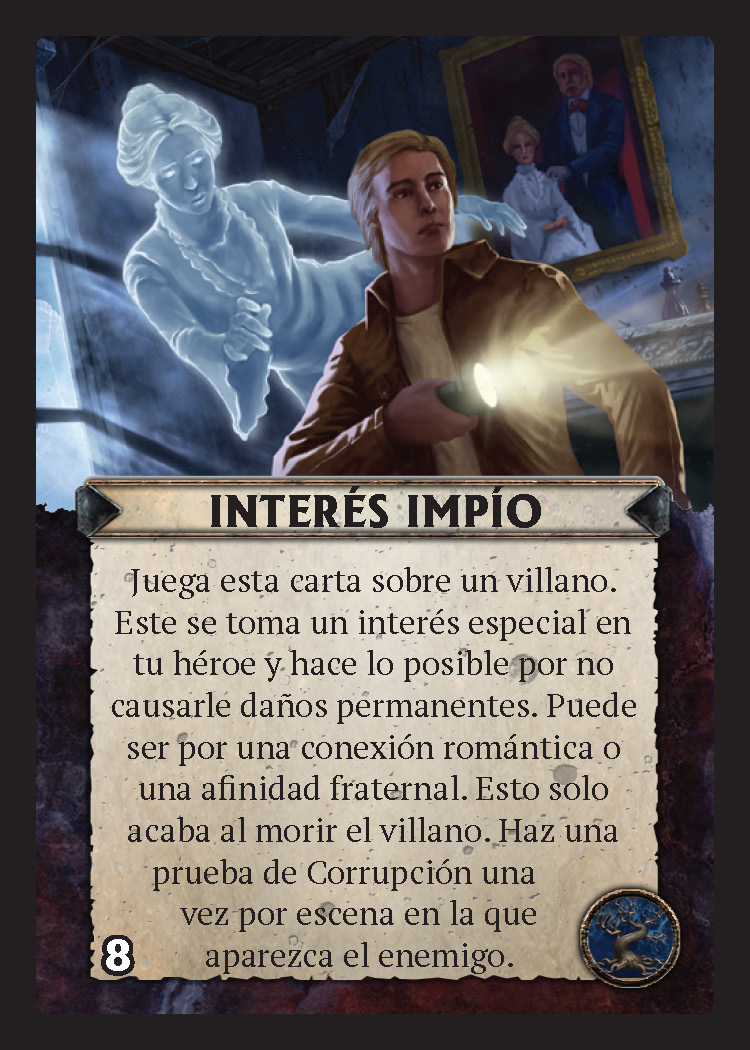 INTERÉS IMPÍO
Juega esta carta sobre un villano.
Este se toma un interés especial en
tu héroe y hace lo posible por no
causarle daños permanentes. Puede
ser por una conexión romántica o
una afinidad fraternal. Esto solo
acaba al morir el villano. Haz una
prueba de Corrupción una
vez por escena en la que
aparezca el enemigo.
8